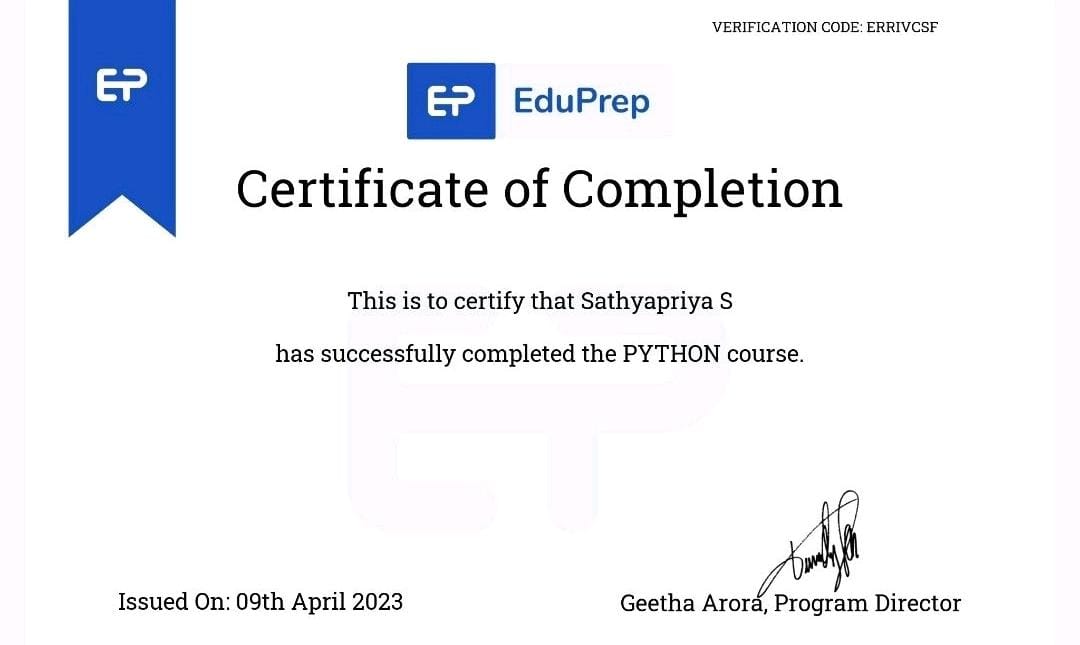 VERIFICATION CODE: ERRIVCSF
EP
EP EduPrep
Certificate of Completion
This is to certify that Sathyapriya S
has successfully completed the PYTHON course.
Issued On: 09th April 2023
Geetha Arora, Program Director